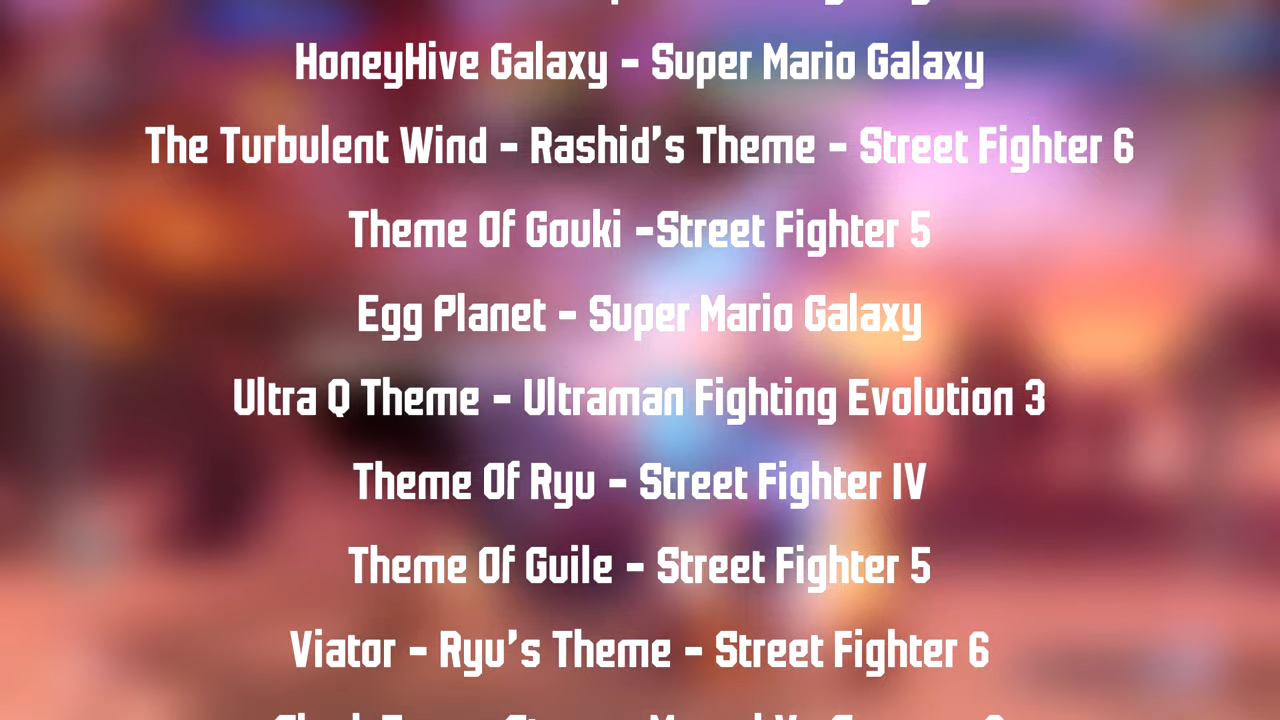 HoneyHive Galaxy - Super Mario Galaxy
The Turbulent Wind - Rashid's Theme - Street Fighter 6
Theme Of Gouki -Street Fighter 5
Egg Planet - Super Mario Galaxy
Ultra Q Theme - Ultraman Fighting Evolution 3
Theme Of Ryu - Street Fighter IV
Theme Of Guile - Street Fighter 5
Viator - Ryu's Theme - Street Fighter 6